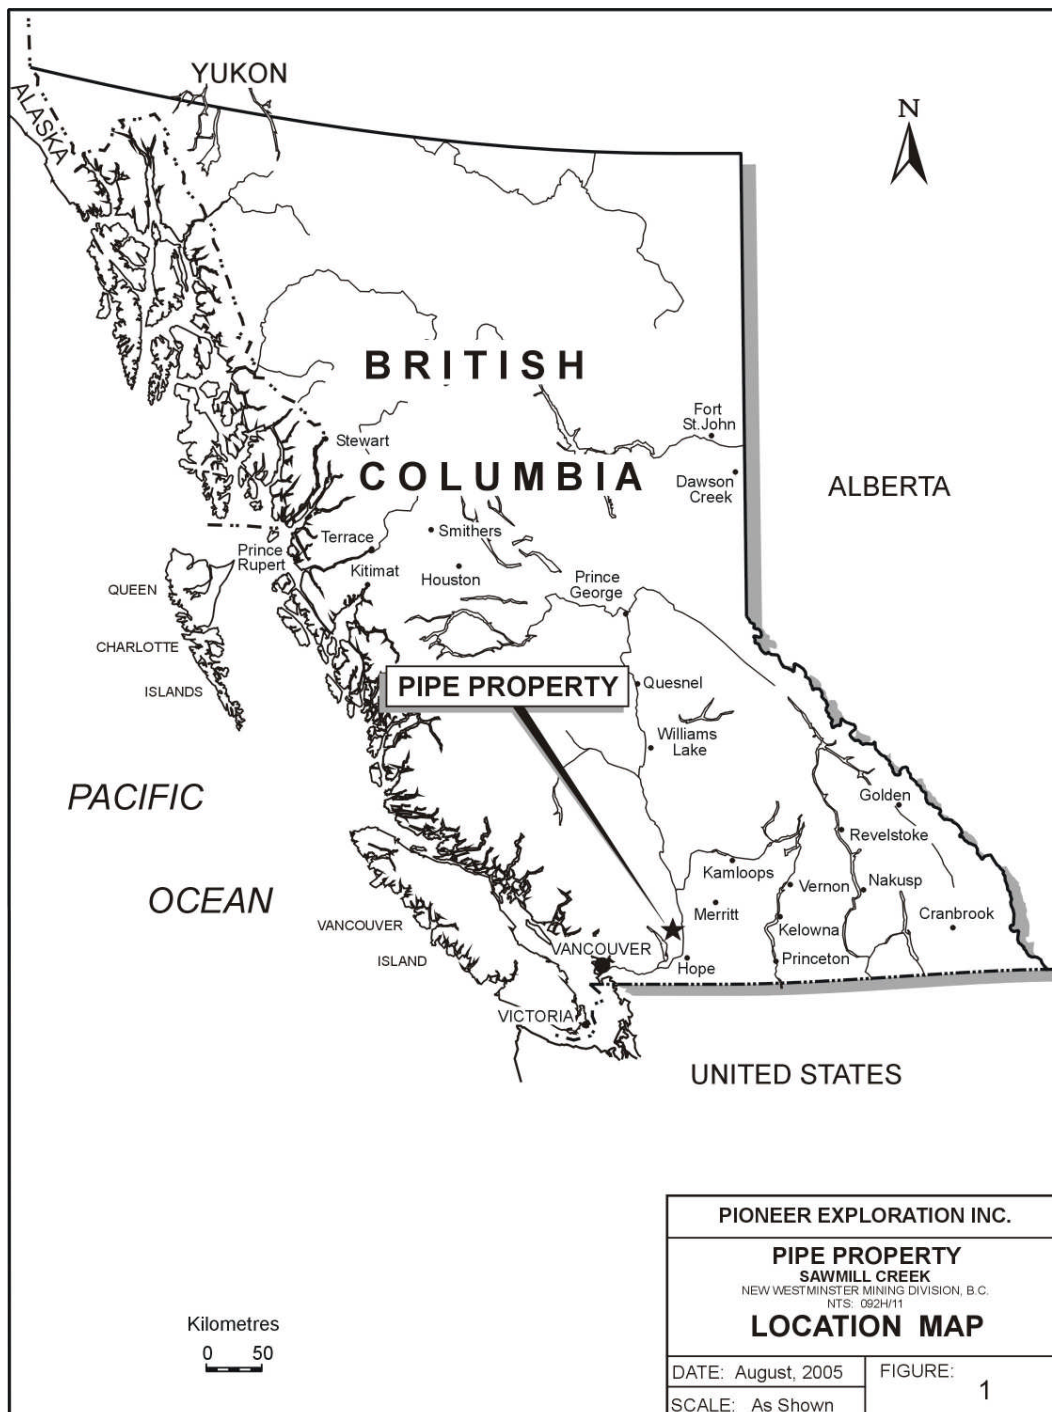 YUKON
ALASKA
N
BRITISH
Fort
St.John
Stewart
COLUMBIA
Dawson
Creek
ALBERTA
Smithers
Terrace
Prince
Rupert
Kitimat
Houston
Prince
George
QUEEN
CHARLOTTE
ISLANDS
PIPE PROPERTY
Quesnel
Williams
Lake
PACIFIC
OCEAN
Golden
Revelstoke
Kamloops
Vernon
Nakusp
Merritt
Cranbrook
Kelowna
VANCOUVER
ISLAND
VANCOUVER
Hope
Princeton
VICTORIA
UNITED STATES
Kilometres
0 50
PIONEER EXPLORATION INC.
PIPE PROPERTY
SAWMILL CREEK
NEW WESTMINSTER MINING DIVISION, B.C.
NTS: 092H/11
LOCATION MAP
DATE: August, 2005
FIGURE:
1
SCALE: As Shown